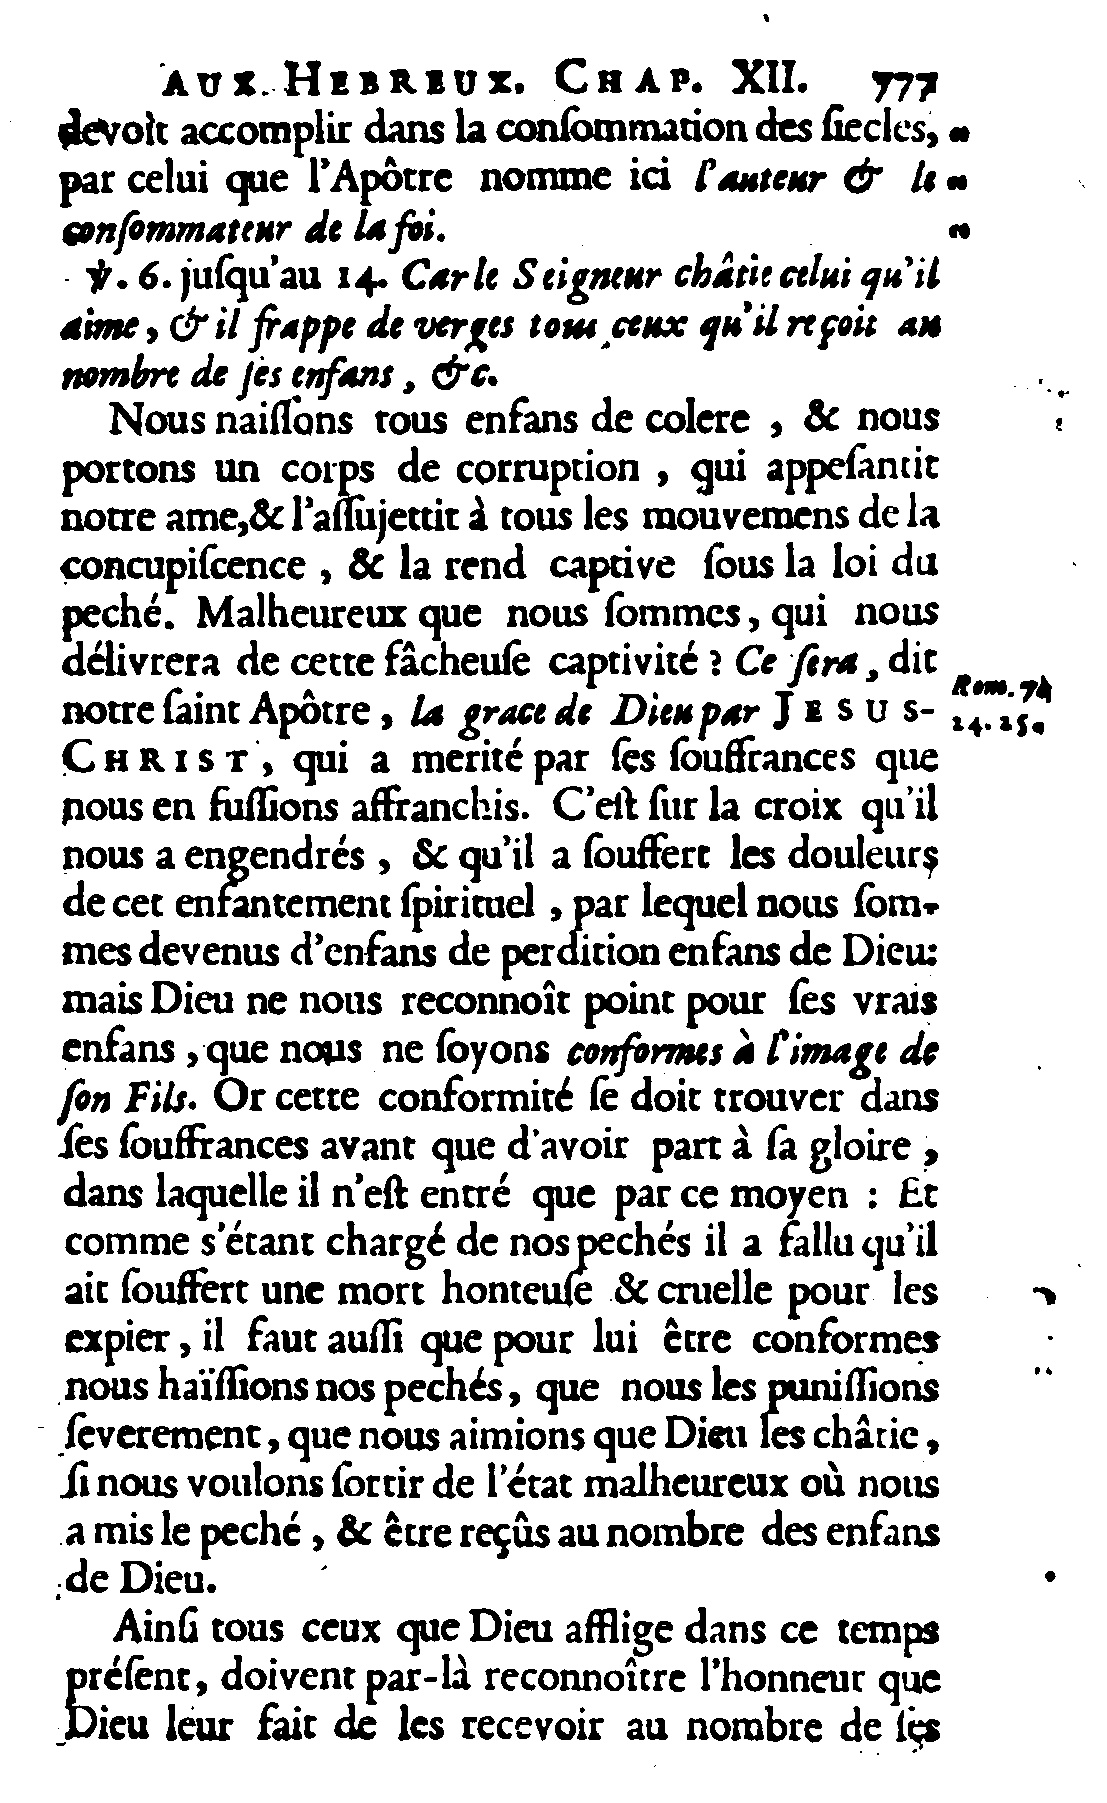 AUX HEBREUX. CHAP. XII. 777
devoit accomplir dans la conſommation des ſiecles, „
par celui que l'Apôtre nomme ici l'auteur & le „
conſommateur de la foi. „
℣. 6. juſqu'au 14. Car le Seigneur châtie celui qu'il
aime, & il frappe de verges tous ceux qu'il reçoit au
nombre de ſes enfans, &c.
Nous naiſſons tous enfans de colere, & nous
portons un corps de corruption, qui appeſantit
notre ame, & l'aſſujettit à tous les mouvemens de la
concupiſcence, & la rend captive ſous la loi du
peché. Malheureux que nous ſommes, qui nous
délivrera de cette fâcheuſe captivité ? Ce ſera, dit
notre ſaint Apôtre, la grace de Dieu par JESUS-
CHRIST, qui a merité par ſes ſouffrances que
nous en fuſſions affranchis. C'eſt ſur la croix qu'il
nous a engendrés, & qu'il a ſouffert les douleurs
de cet enfantement ſpirituel, par lequel nous ſom-
mes devenus d'enfans de perdition enfans de Dieu:
mais Dieu ne nous reconnoît point pour ſes vrais
enfans, que nous ne ſoyons conformes à l'image de
ſon Fils. Or cette conformité ſe doit trouver dans
ſes ſouffrances avant que d'avoir part à ſa gloire,
dans laquelle il n'eſt entré que par ce moyen : Et
comme s'étant chargé de nos pechés il a fallu qu'il
ait ſouffert une mort honteuſe & cruelle pour les
expier, il faut auſſi que pour lui être conformes
nous haïſſions nos pechés, que nous les puniſſions
ſeverement, que nous aimions que Dieu les châtie,
ſi nous voulons ſortir de l'état malheureux où nous
a mis le peché, & être reçûs au nombre des enfans
de Dieu.
Ainſi tous ceux que Dieu afflige dans ce temps
préſent, doivent par-là reconnoître l'honneur que
Dieu leur fait de les recevoir au nombre de ſes
Rom. 7.
24. 25.